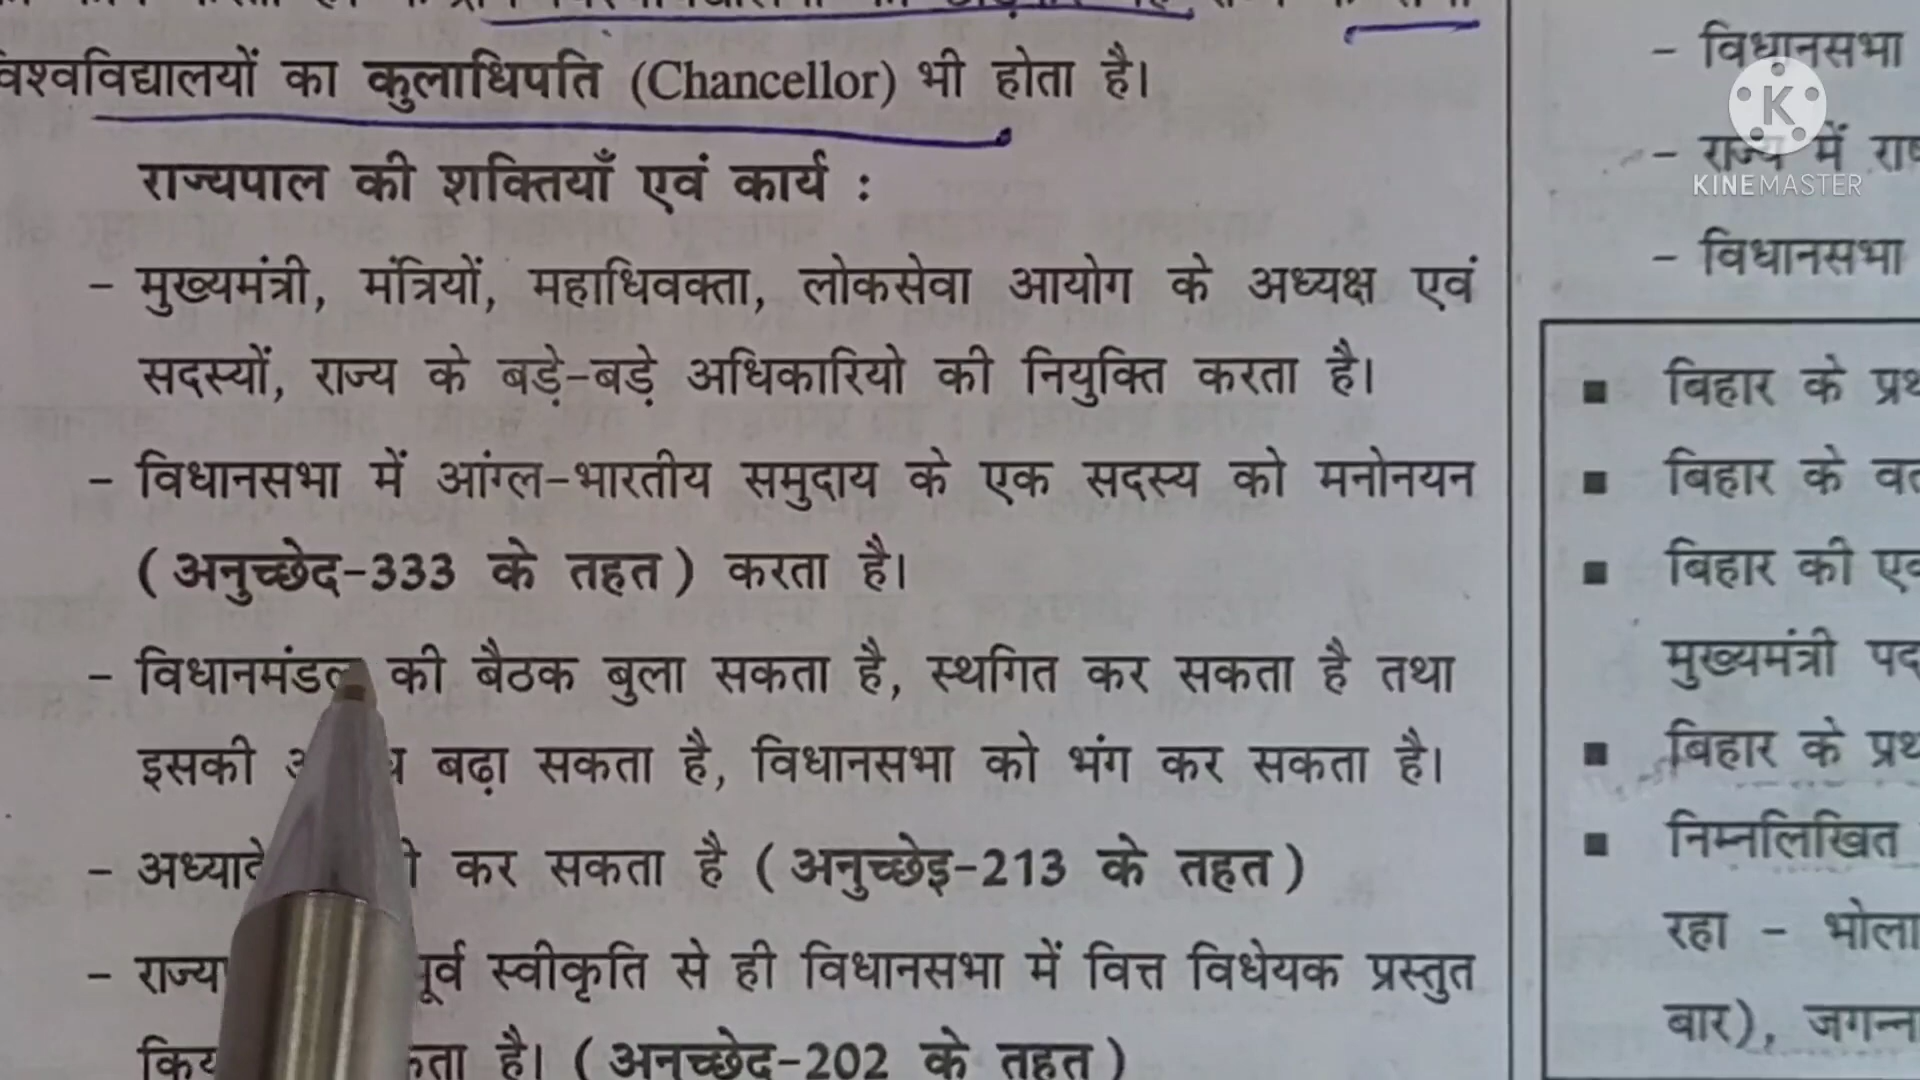 विश्वविद्यालयों का कुलाधिपति (Chancellor) भी होता है।
राज्यपाल की शक्तियाँ एवं कार्य :
- मुख्यमंत्री, मंत्रियों, महाधिवक्ता, लोकसेवा आयोग के अध्यक्ष एवं
सदस्यों, राज्य के बड़े-बड़े अधिकारियो की नियुक्ति करता है।
- विधानसभा में आंग्ल-भारतीय समुदाय के एक सदस्य को मनोनयन
(अनुच्छेद-333 के तहत) करता है।
- विधानमंडल की बैठक बुला सकता है, स्थगित कर सकता है तथा
इसकी बढ़ा सकता है, विधानसभा को भंग कर सकता है।
- कर सकता है (अनुच्छेइ-213 के तहत)
- स्वीकृति से ही विधानसभा में वित्त विधेयक प्रस्तुत
है। (अनुच्छेद-202 के तहत)
- विधानसभा
- राज्य में
- विधानसभा
■ बिहार के
■ बिहार के
■ बिहार की
मुख्यमंत्री
■ बिहार के
■ निम्नलिखित
रहा - भोला
बार),
K
KINEMASTER